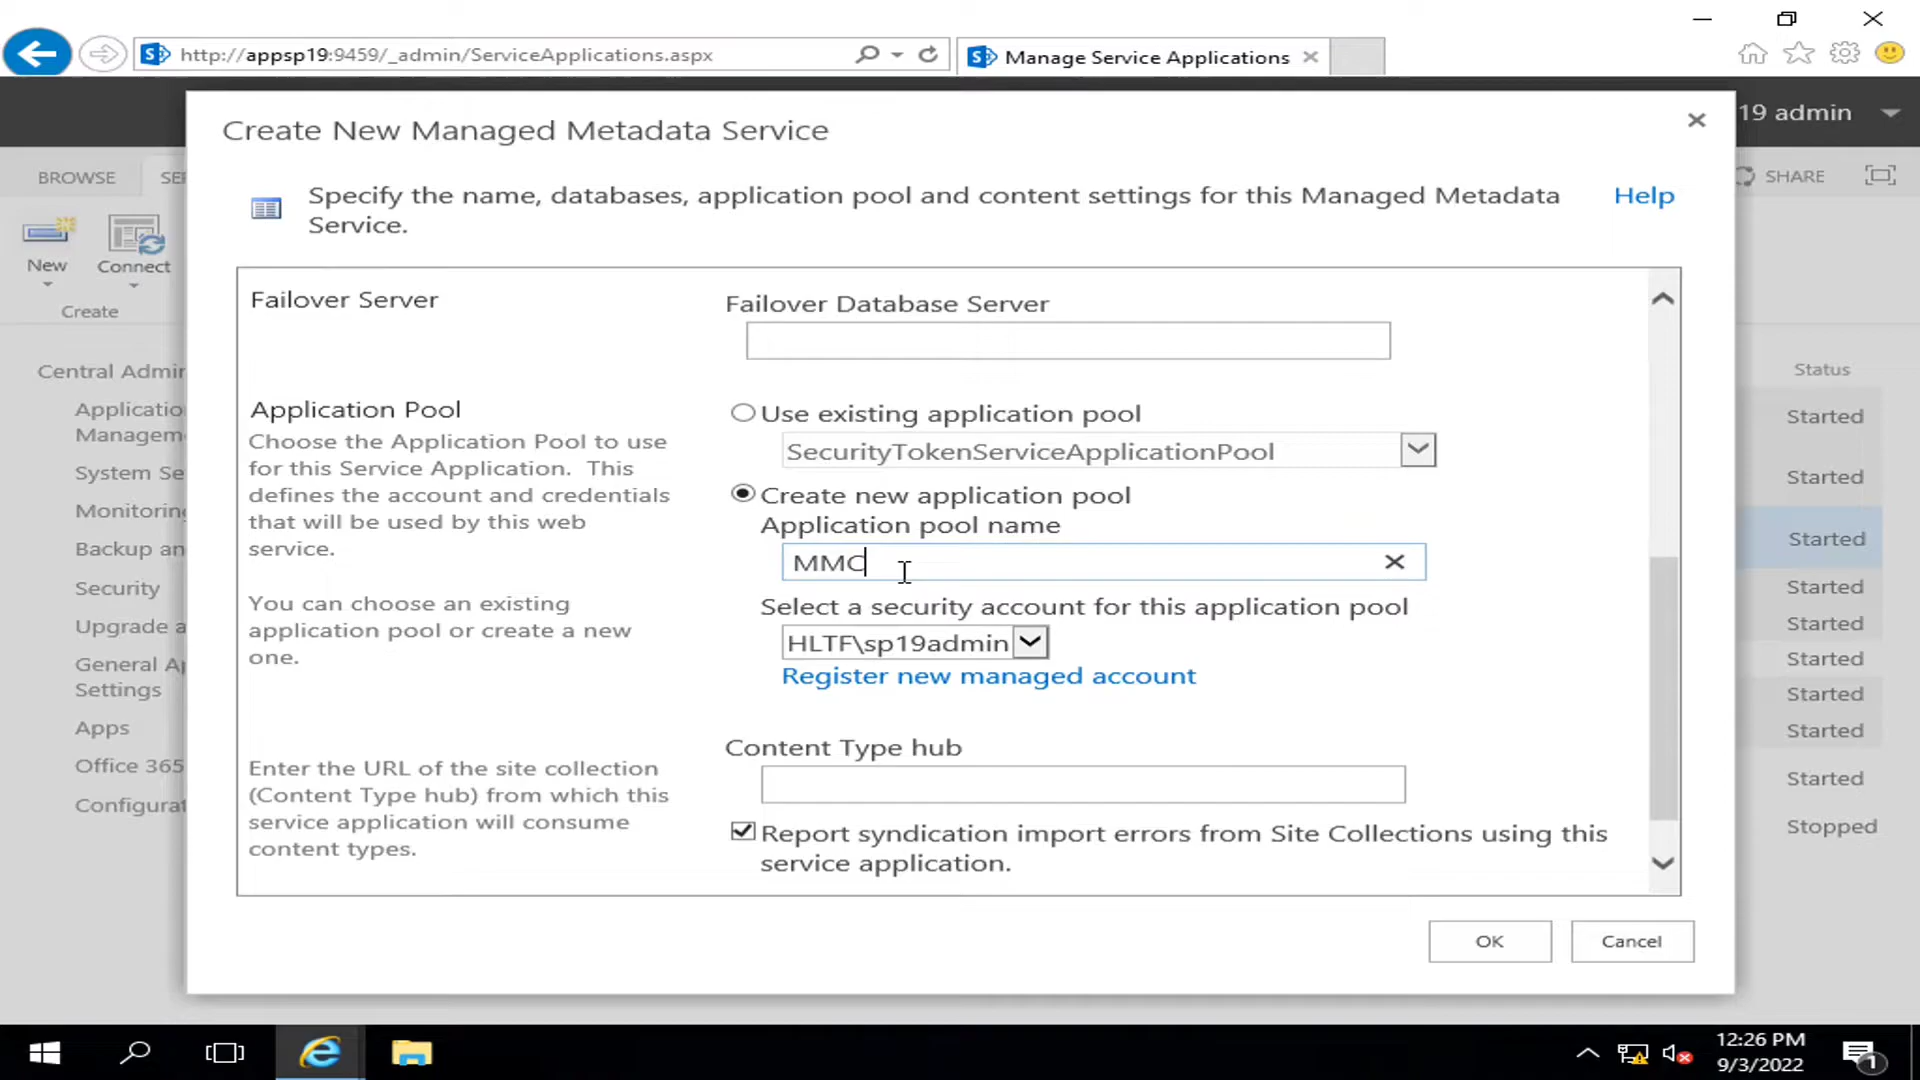 http://appsp19:9459/_admin/ServiceApplications.aspx
Manage Service Applications
19 admin
BROWSE
SE
SHARE
New
Connect
Create
Create New Managed Metadata Service
Specify the name, databases, application pool and content settings for this Managed Metadata
Service.
Help
Failover Server
Failover Database Server
Application Pool
Choose the Application Pool to use
for this Service Application. This
defines the account and credentials
that will be used by this web
service.
You can choose an existing
application pool or create a new
one.
Use existing application pool
SecurityTokenServiceApplicationPool
Create new application pool
Application pool name
MMC
Select a security account for this application pool
HLTF\sp19admin
Register new managed account
Enter the URL of the site collection
(Content Type hub) from which this
service application will consume
content types.
Content Type hub
Report syndication import errors from Site Collections using this
service application.
OK
Cancel
Central Admi
Applicatio
Managem
System Se
Monitorin
Backup an
Security
Upgrade a
General A
Settings
Apps
Office 365
Configurat
Status
Started
Started
Started
Started
Started
Started
Started
Started
Started
Stopped
12:26 PM
9/3/2022
1